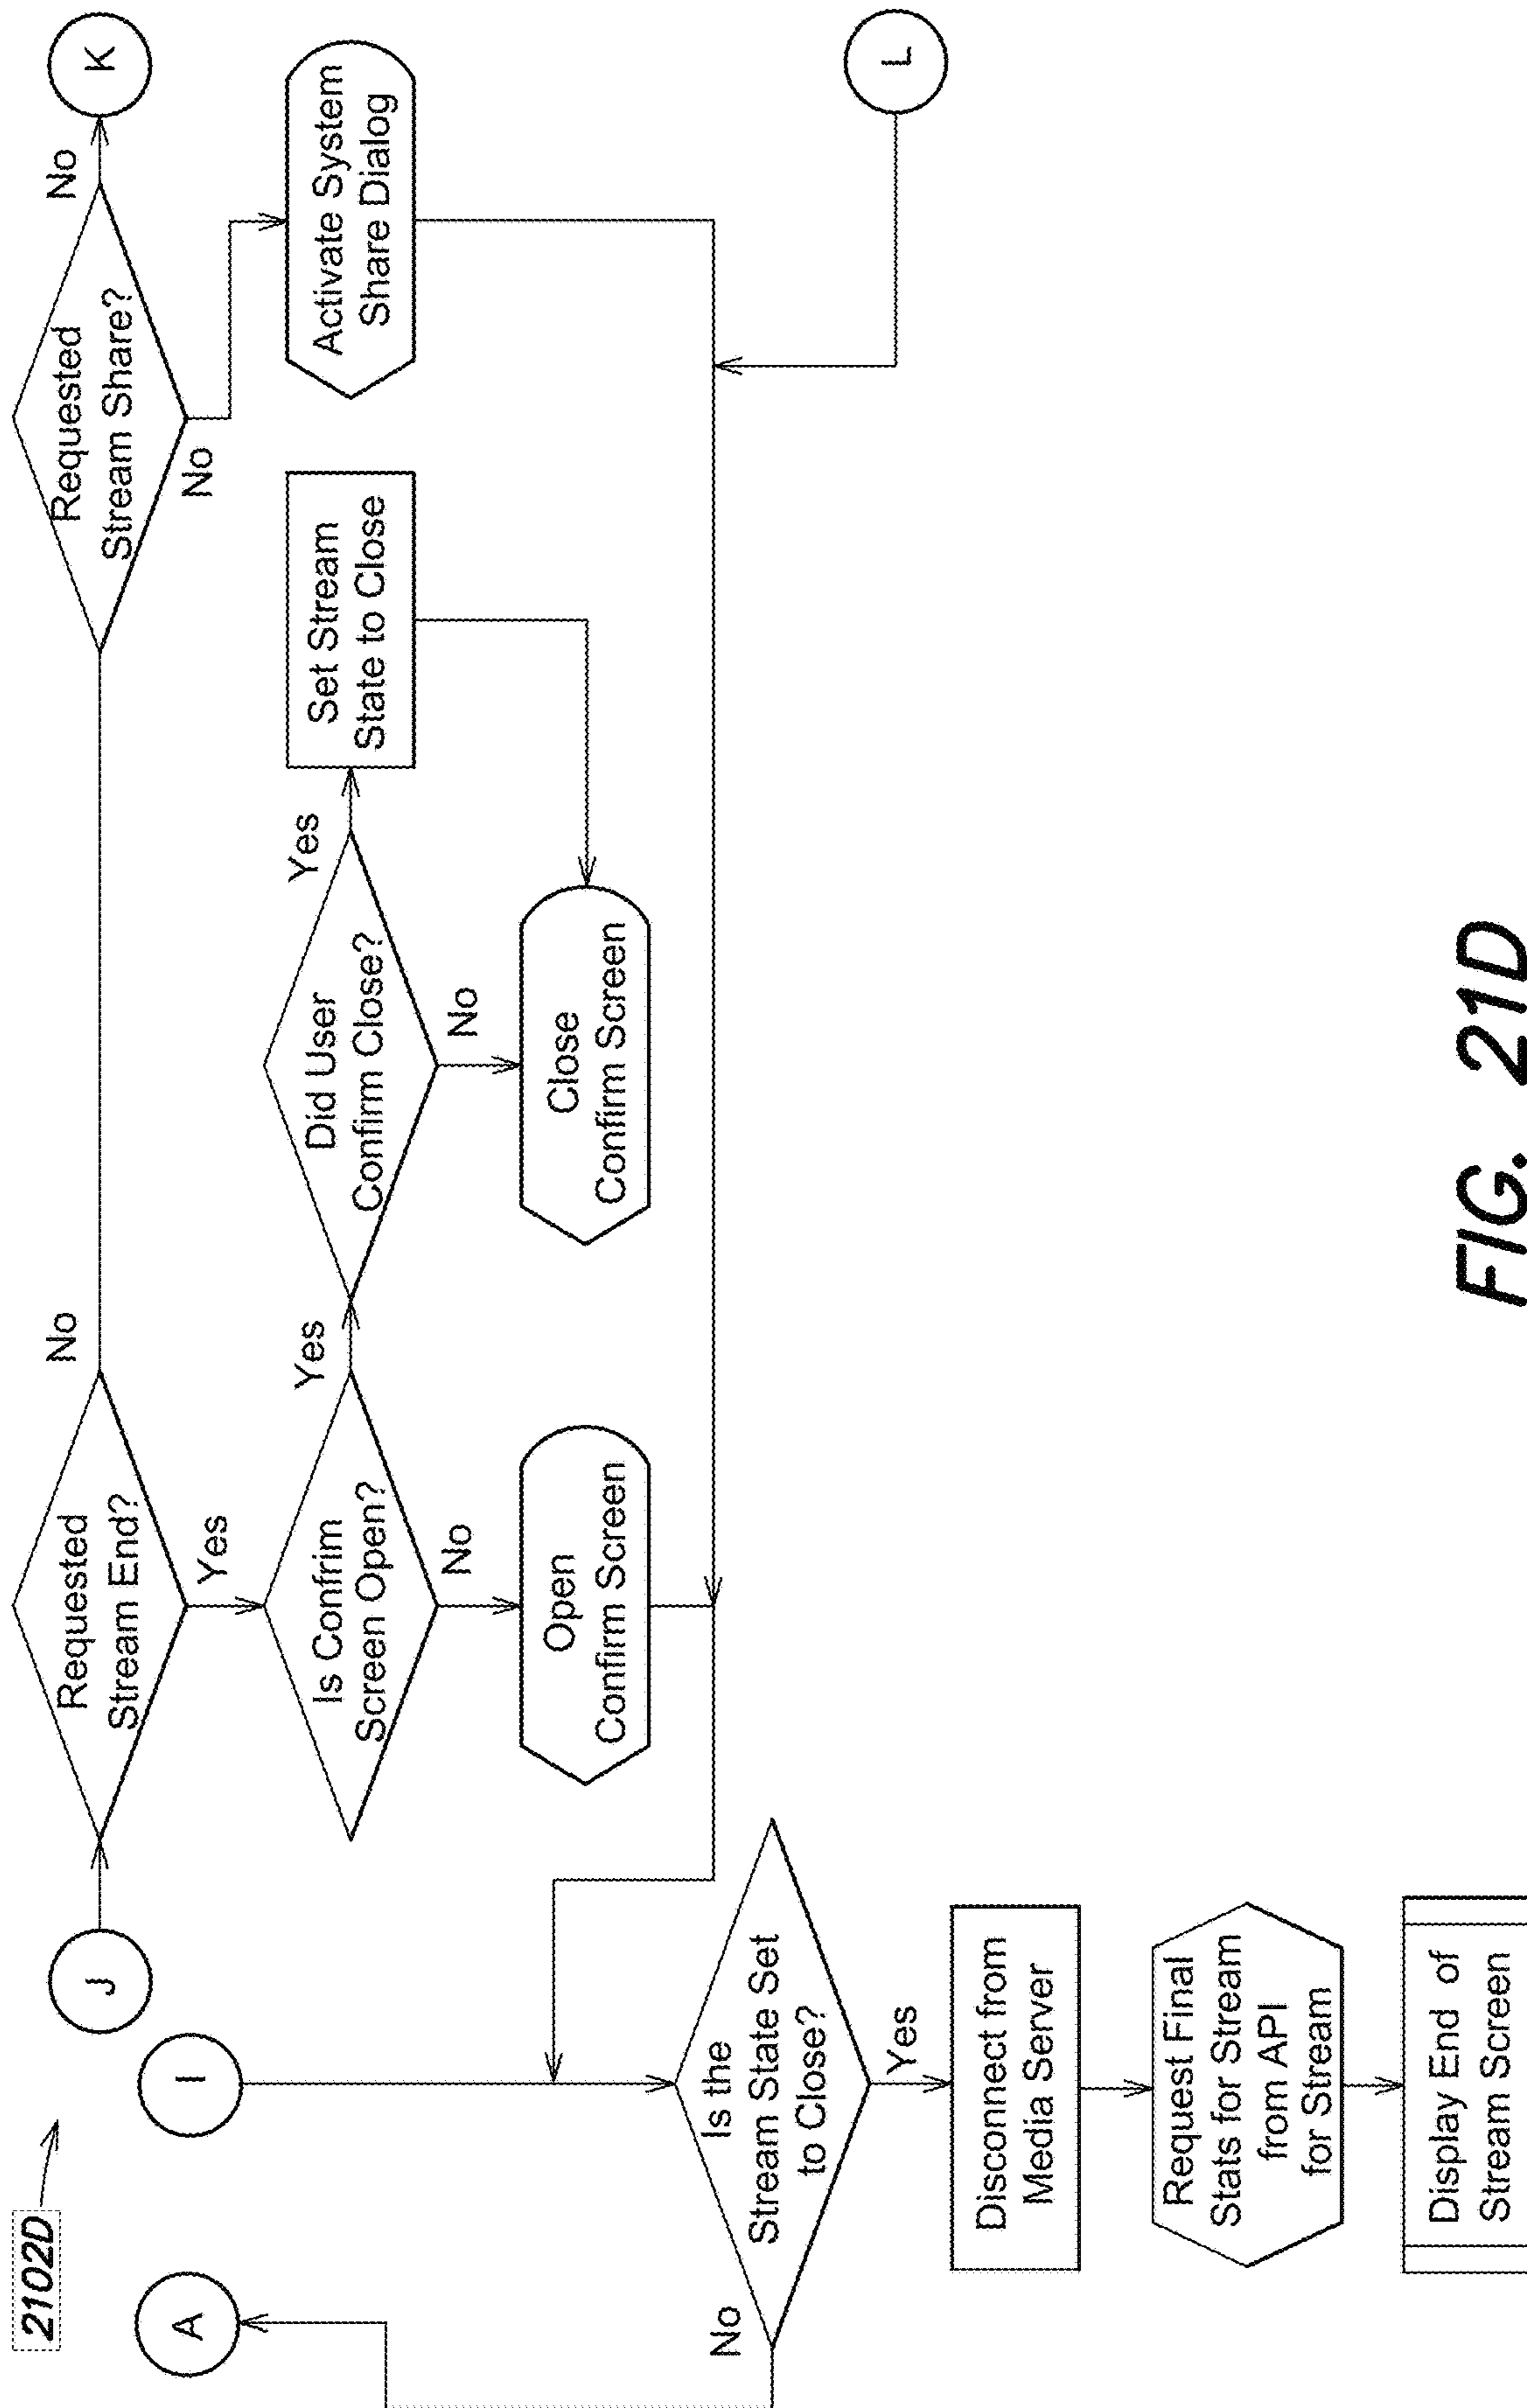 2102D
J
Requested
Stream End?
No
Requested
Stream Share?
No
K
Yes
No
A
I
Is Confrim
Screen Open?
Yes
Did User
Confirm Close?
Yes
Set Stream
State to Close
Activate System
Share Dialog
No
No
Open
Confirm Screen
Close
Confirm Screen
No
Is the
Stream State Set
to Close?
L
Yes
Disconnect from
Media Server
Request Final
Stats for Stream
from API
for Stream
Display End of
Stream Screen
FIG. 21D